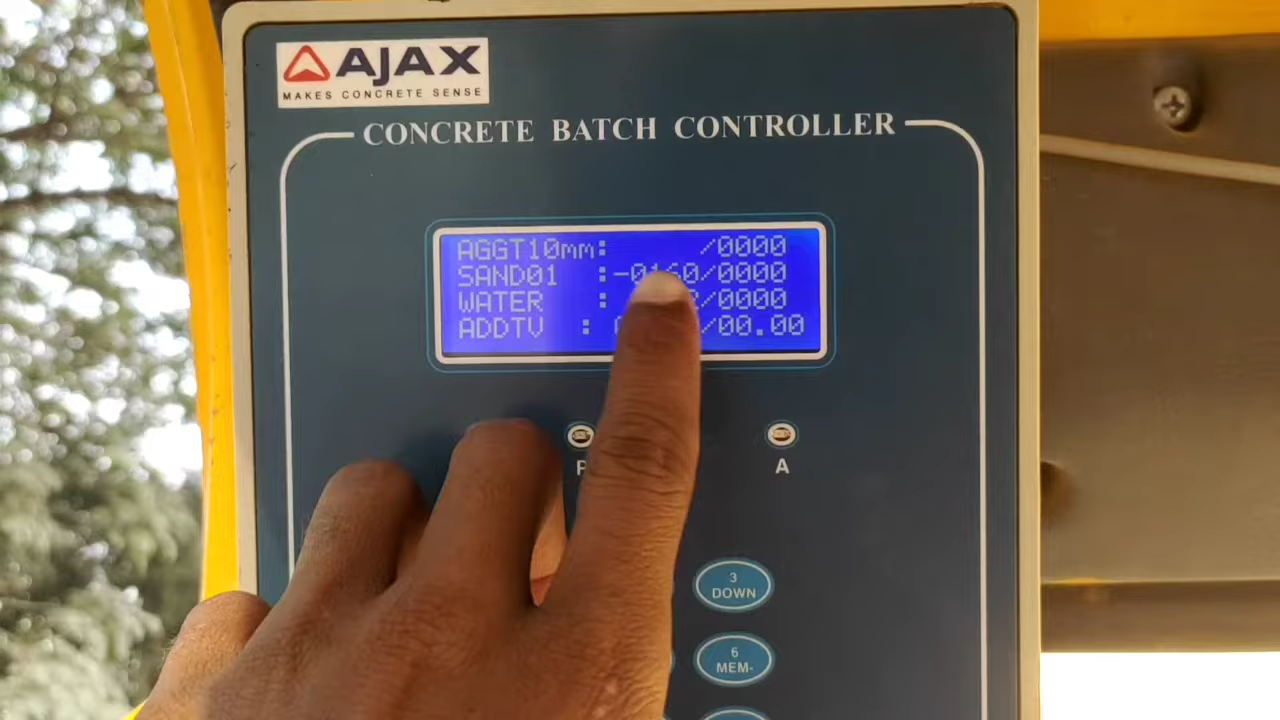 AJAX
MAKES CONCRETE SENSE
CONCRETE BATCH CONTROLLER
AGGT10mm: /0000
SAND01 :-0160/0000
WATER : /0000
ADDTV : /00.00
A
3
DOWN
6
MEM-